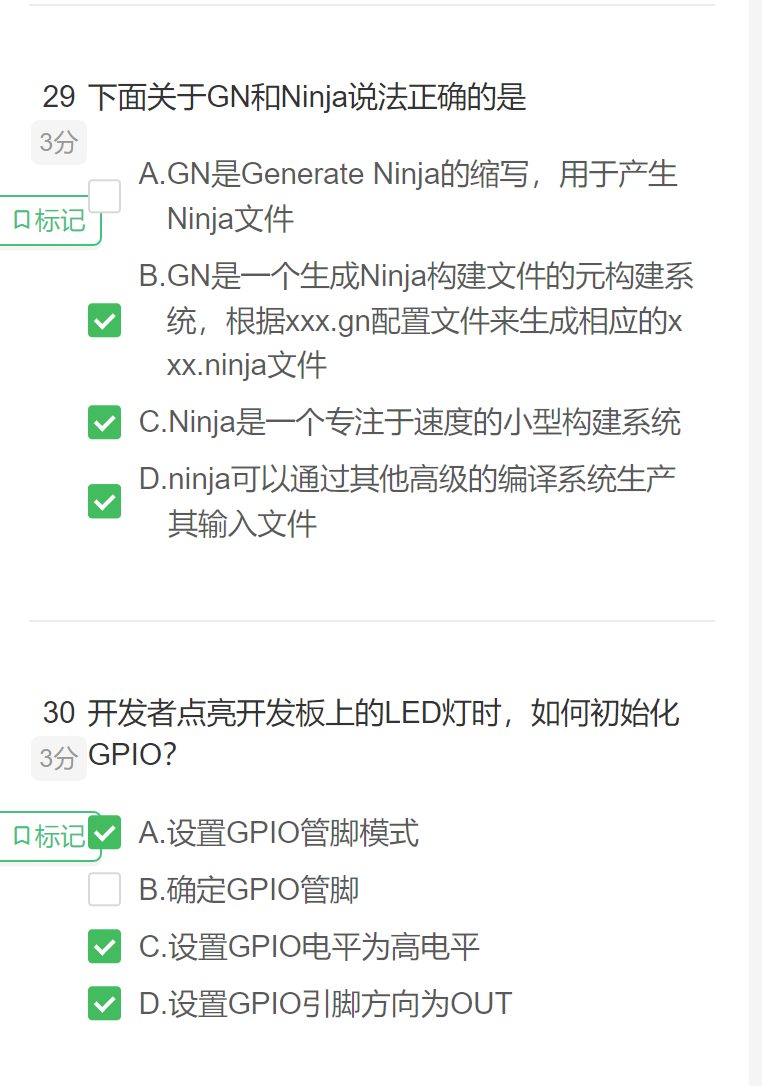 29 下面关于GN和Ninja说法正确的是
3分
标记
A.GN是Generate Ninja的缩写，用于产生
Ninja文件
B.GN是一个生成Ninja构建文件的元构建系
统，根据xxx.gn配置文件来生成相应的x
xx.ninja文件
C.Ninja是一个专注于速度的小型构建系统
D.ninja可以通过其他高级的编译系统生产
其输入文件
30 开发者点亮开发板上的LED灯时，如何初始化
GPIO？
3分
标记
A.设置GPIO管脚模式
B.确定GPIO管脚
C.设置GPIO电平为高电平
D.设置GPIO引脚方向为OUT